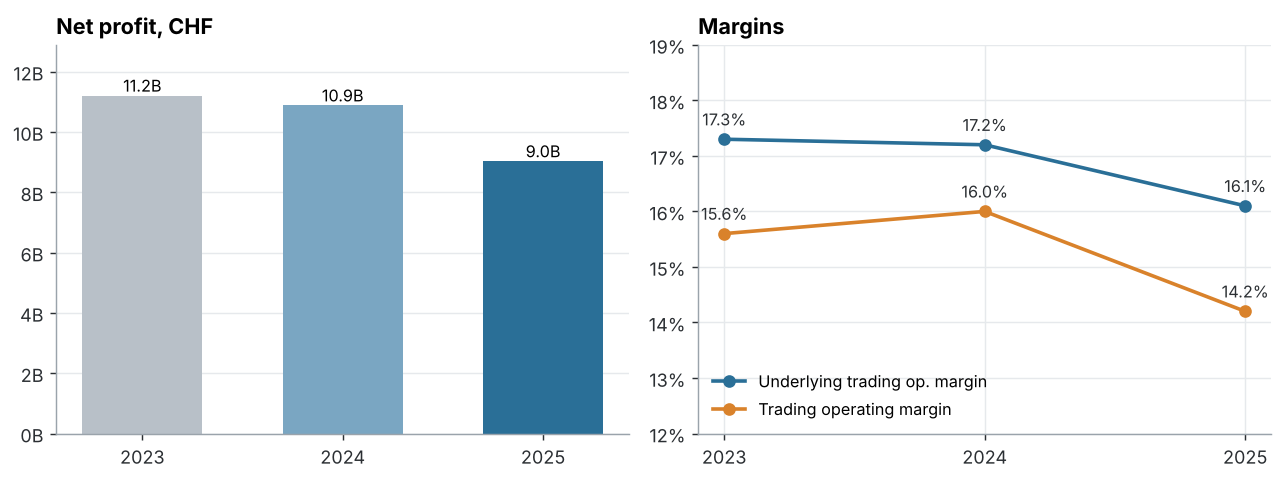 Net profit, CHF
12B
10B
8B
6B
4B
2B
0B
11.2B
10.9B
9.0B
2023
2024
2025
Margins
19%
18%
17%
16%
15%
14%
13%
12%
17.3%
17.2%
16.1%
15.6%
16.0%
14.2%
Underlying trading op. margin
Trading operating margin
2023
2024
2025